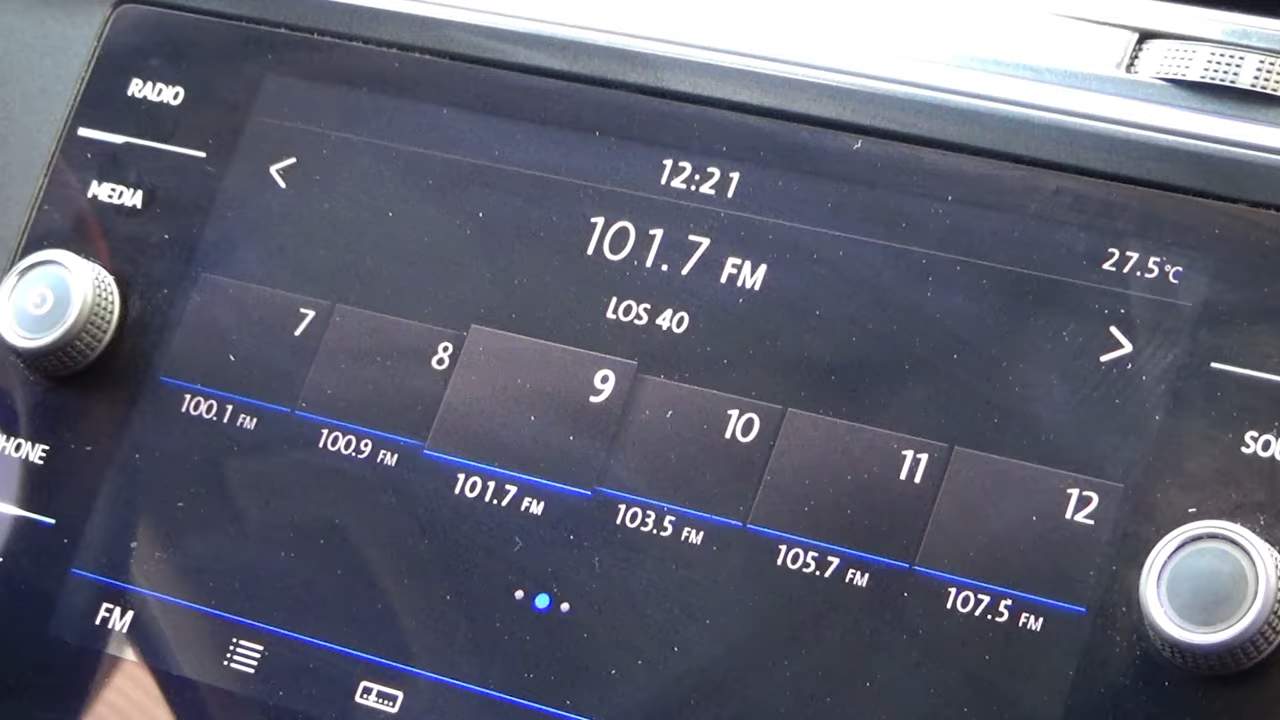 RADIO
MEDIA
12:21
101.7 FM
27.5°C
LOS 40
7
8
9
10
11
12
100.1 FM
100.9 FM
101.7 FM
103.5 FM
105.7 FM
107.5 FM
HONE
SOU
FM